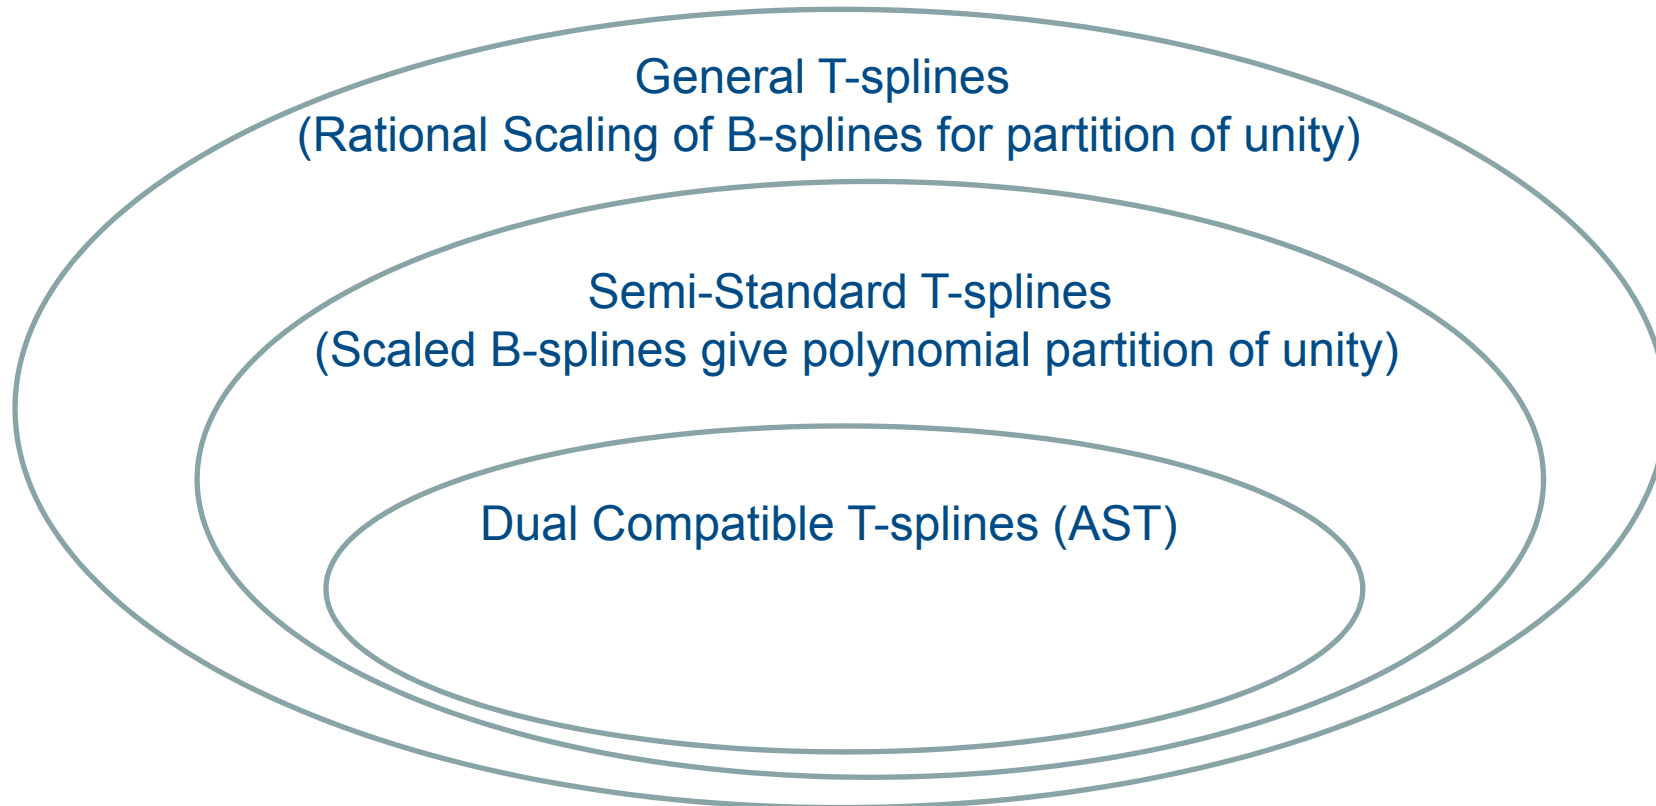 General T-splines
(Rational Scaling of B-splines for partition of unity)
Semi-Standard T-splines
(Scaled B-splines give polynomial partition of unity)
Dual Compatible T-splines (AST)